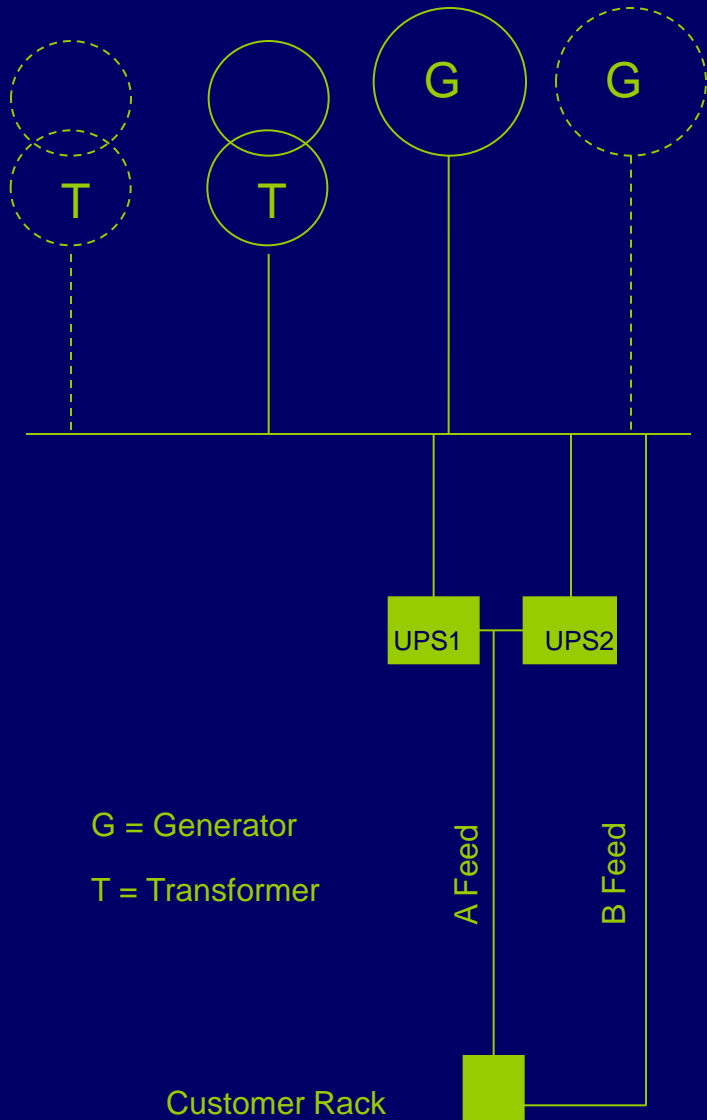 G
G
T
T
UPS1
UPS2
G = Generator
T = Transformer
A Feed
B Feed
Customer Rack